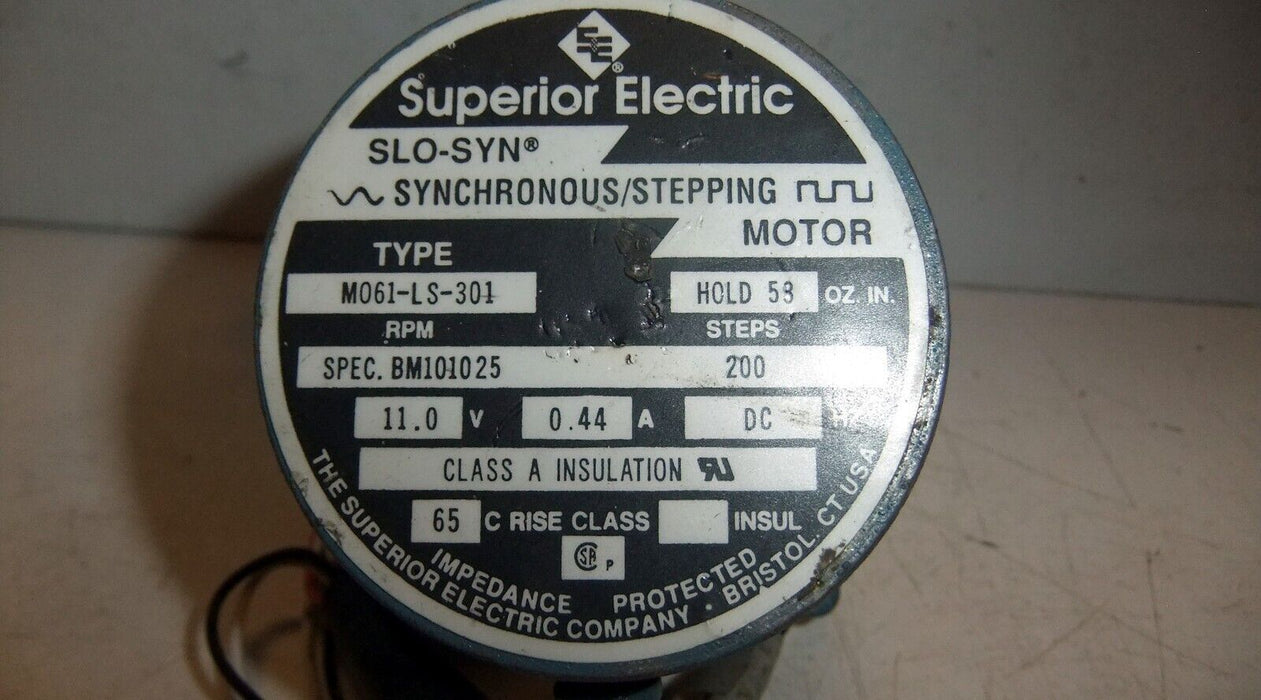 Superior Electric®
SLO-SYN®
SYNCHRONOUS/STEPPING
MOTOR
TYPE
MO61-LS-301
HOLD 53 OZ. IN.
RPM STEPS
SPEC. BM101025 200
11.0 V 0.44 A DC
CLASS A INSULATION
65 C RISE CLASS INSUL
IMPEDANCE PROTECTED
THE SUPERIOR ELECTRIC COMPANY · BRISTOL, CT USA